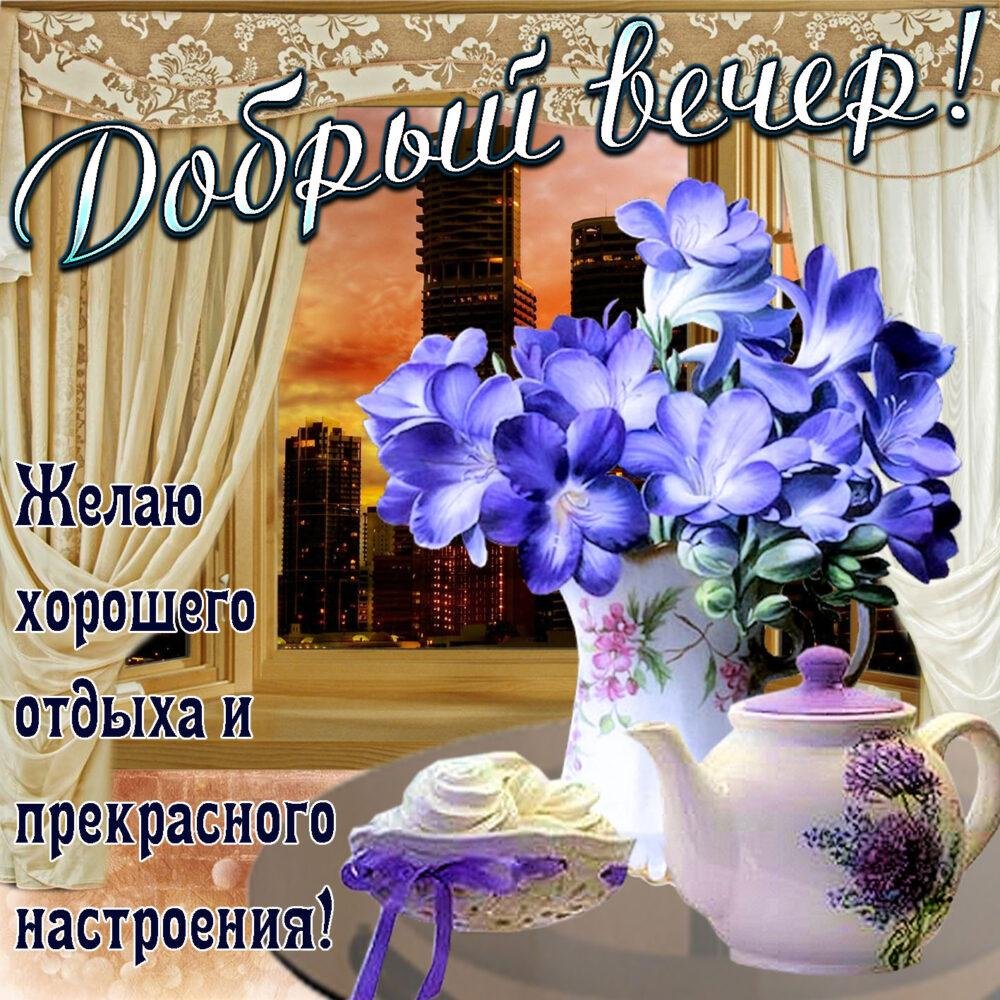 Добрый вечер!
Желаю
хорошего
отдыха и
прекрасного
настроения!